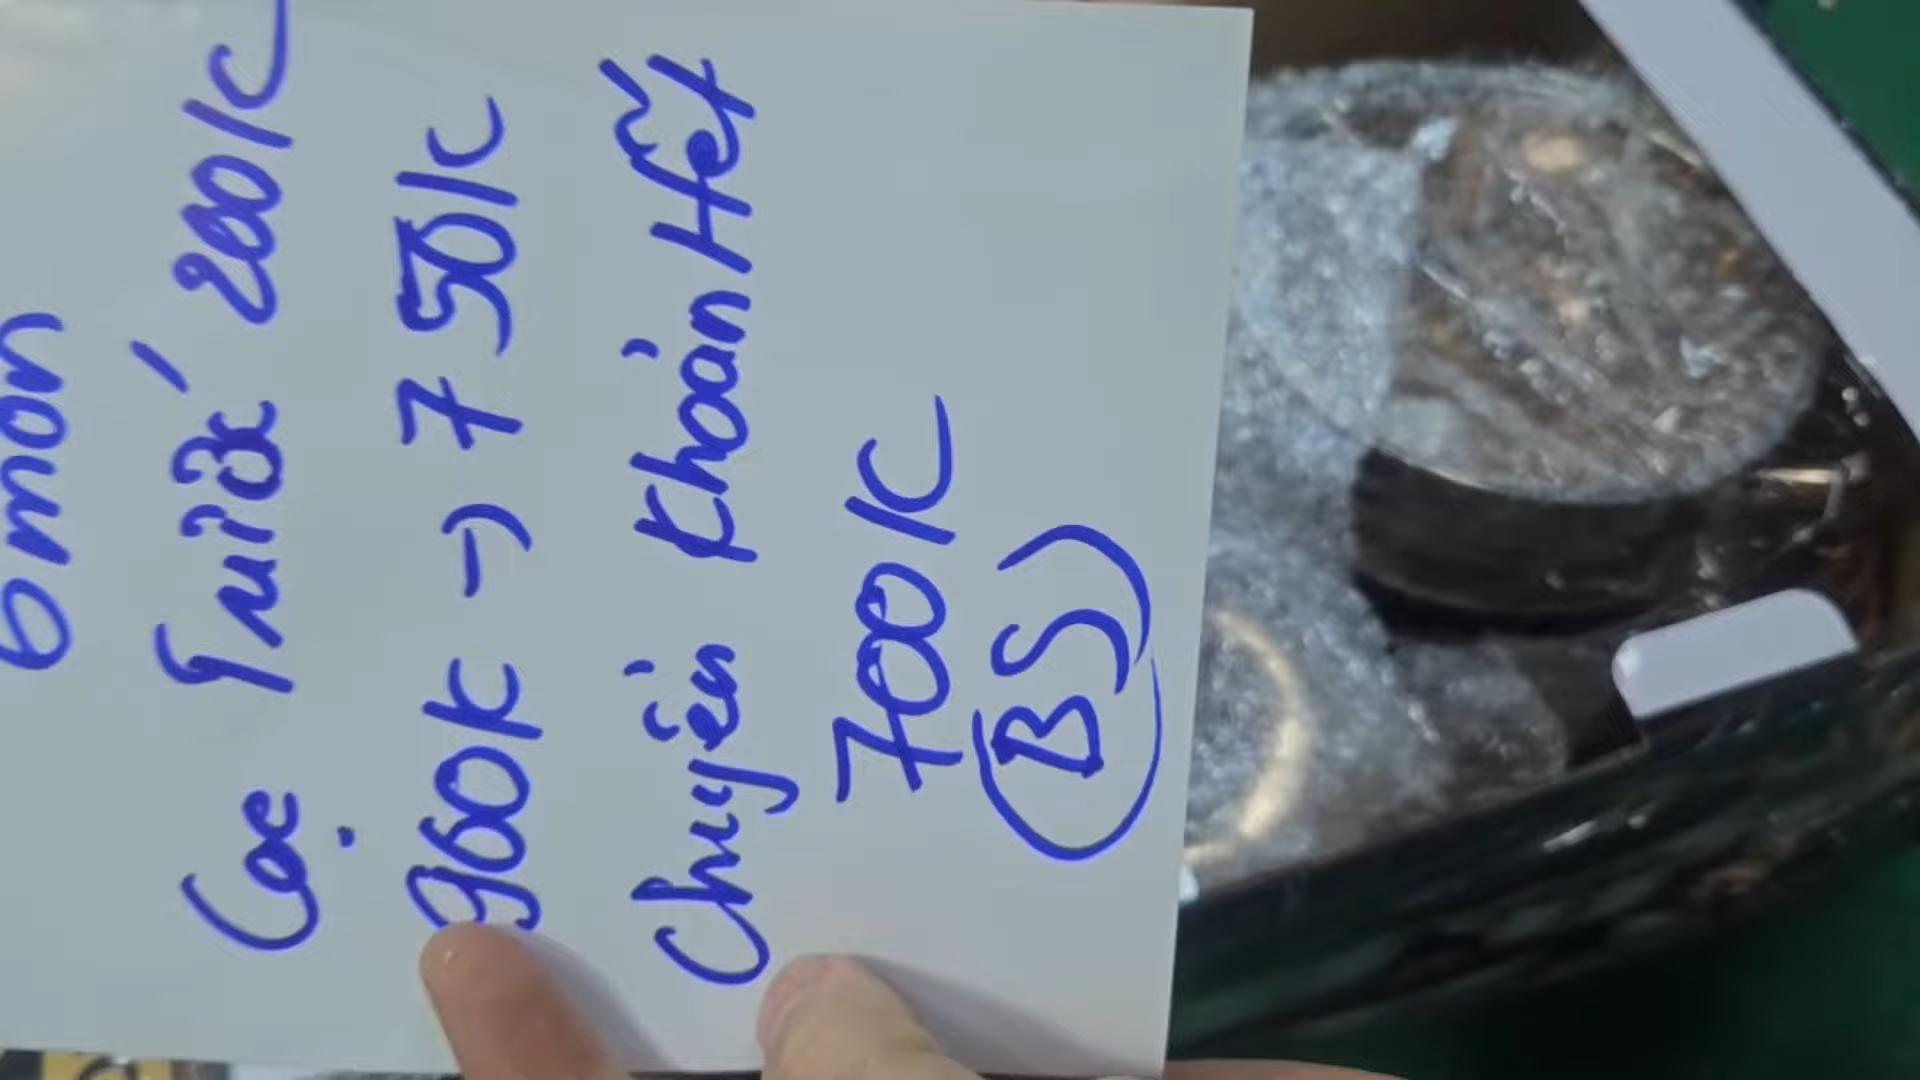 6 món
Cọc trước 200K
900K → 750K
Chuyển Khoản Hết
700K
(BS)